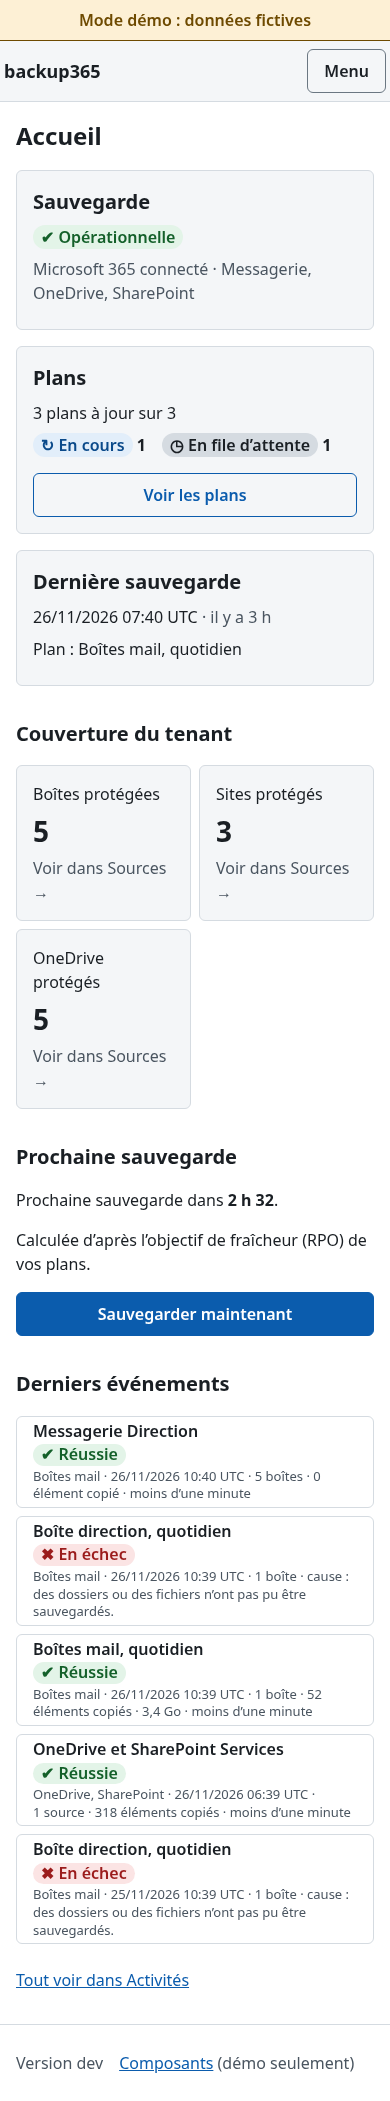 Mode démo : données fictives
backup365
Menu
Accueil
Sauvegarde
✔ Opérationnelle
Microsoft 365 connecté · Messagerie,
OneDrive, SharePoint
Plans
3 plans à jour sur 3
↻ En cours 1 ◷ En file d’attente 1
Voir les plans
Dernière sauvegarde
26/11/2026 07:40 UTC · il y a 3 h
Plan : Boîtes mail, quotidien
Couverture du tenant
Boîtes protégées
5
Voir dans Sources
→
Sites protégés
3
Voir dans Sources
→
OneDrive
protégés
5
Voir dans Sources
→
Prochaine sauvegarde
Prochaine sauvegarde dans 2 h 32.
Calculée d’après l’objectif de fraîcheur (RPO) de
vos plans.
Sauvegarder maintenant
Derniers événements
Messagerie Direction
✔ Réussie
Boîtes mail · 26/11/2026 10:40 UTC · 5 boîtes · 0
élément copié · moins d’une minute
Boîte direction, quotidien
✖ En échec
Boîtes mail · 26/11/2026 10:39 UTC · 1 boîte · cause :
des dossiers ou des fichiers n’ont pas pu être
sauvegardés.
Boîtes mail, quotidien
✔ Réussie
Boîtes mail · 26/11/2026 10:39 UTC · 1 boîte · 52
éléments copiés · 3,4 Go · moins d’une minute
OneDrive et SharePoint Services
✔ Réussie
OneDrive, SharePoint · 26/11/2026 06:39 UTC ·
1 source · 318 éléments copiés · moins d’une minute
Boîte direction, quotidien
✖ En échec
Boîtes mail · 25/11/2026 10:39 UTC · 1 boîte · cause :
des dossiers ou des fichiers n’ont pas pu être
sauvegardés.
Tout voir dans Activités
Version dev Composants (démo seulement)